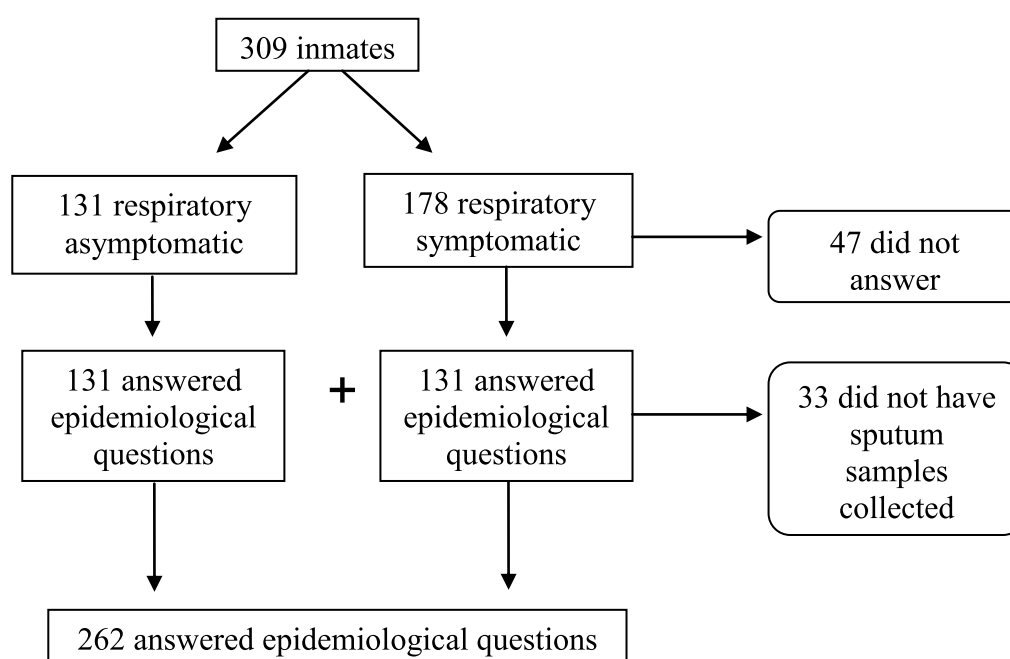 309 inmates
131 respiratory
asymptomatic
178 respiratory
symptomatic
47 did not
answer
131 answered
epidemiological
questions
+
131 answered
epidemiological
questions
33 did not have
sputum
samples
collected
262 answered epidemiological questions